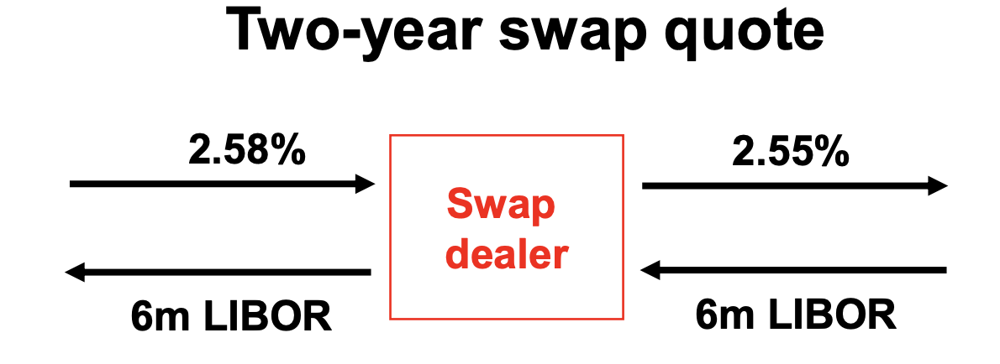 Two-year swap quote
2.58%
2.55%
Swap
dealer
6m LIBOR
6m LIBOR